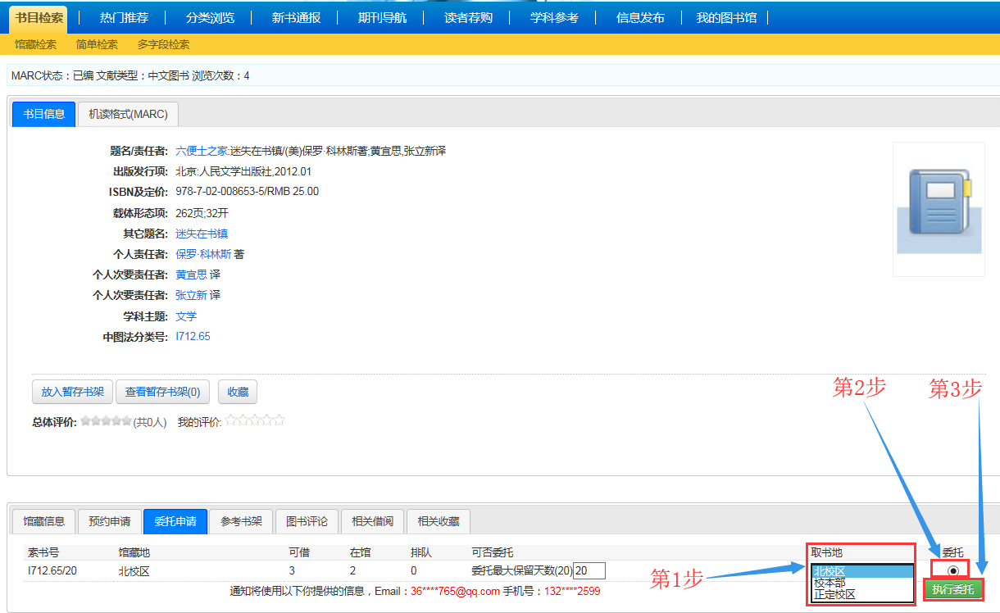 书目检索 热门推荐 分类浏览 新书通报 期刊导航 读者荐购 学科参考 信息发布 我的图书馆
馆藏检索 简单检索 多字段检索
MARC状态：已编 文献类型：中文图书 浏览次数：4
书目信息 机读格式(MARC)
题名/责任者: 六便士之家:迷失在书镇/(美)保罗·科林斯著;黄宜思,张立新译
出版发行项: 北京:人民文学出版社,2012.01
ISBN及定价: 978-7-02-008653-5/RMB 25.00
载体形态项: 262页;32开
其它题名: 迷失在书镇
个人责任者: 保罗·科林斯 著
个人次要责任者: 黄宜思 译
个人次要责任者: 张立新 译
学科主题: 文学
中图法分类号: I712.65
放入暂存书架 查看暂存书架(0) 收藏
第2步 第3步
总体评价: (共0人) 我的评价:
馆藏信息 预约申请 委托申请 参考书架 图书评论 相关借阅 相关收藏
索书号 馆藏地 可借 在馆 排队 可否委托 取书地 委托
I712.65/20 北校区 3 2 0 委托最大保留天数(20) 20 北校区
校本部
正定校区
第1步
通知将使用以下你提供的信息，Email：36****765@qq.com 手机号：132****2599 执行委托